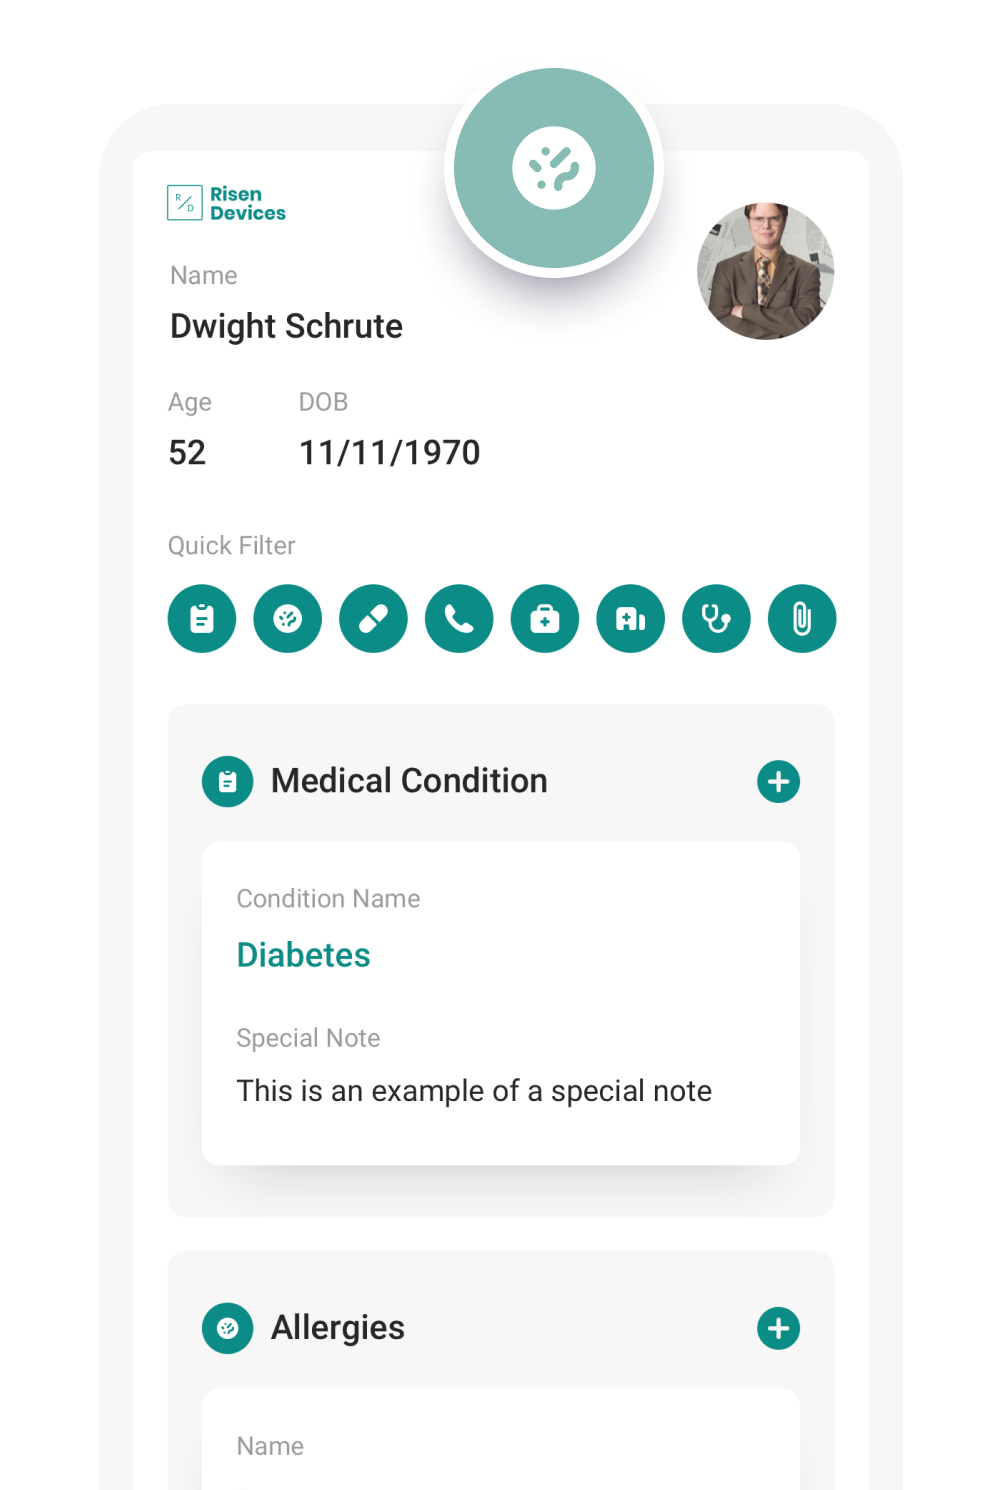 R/D
Risen
Devices
Name
Dwight Schrute
Age DOB
52 11/11/1970
Quick Filter
Medical Condition
Condition Name
Diabetes
Special Note
This is an example of a special note
Allergies
Name